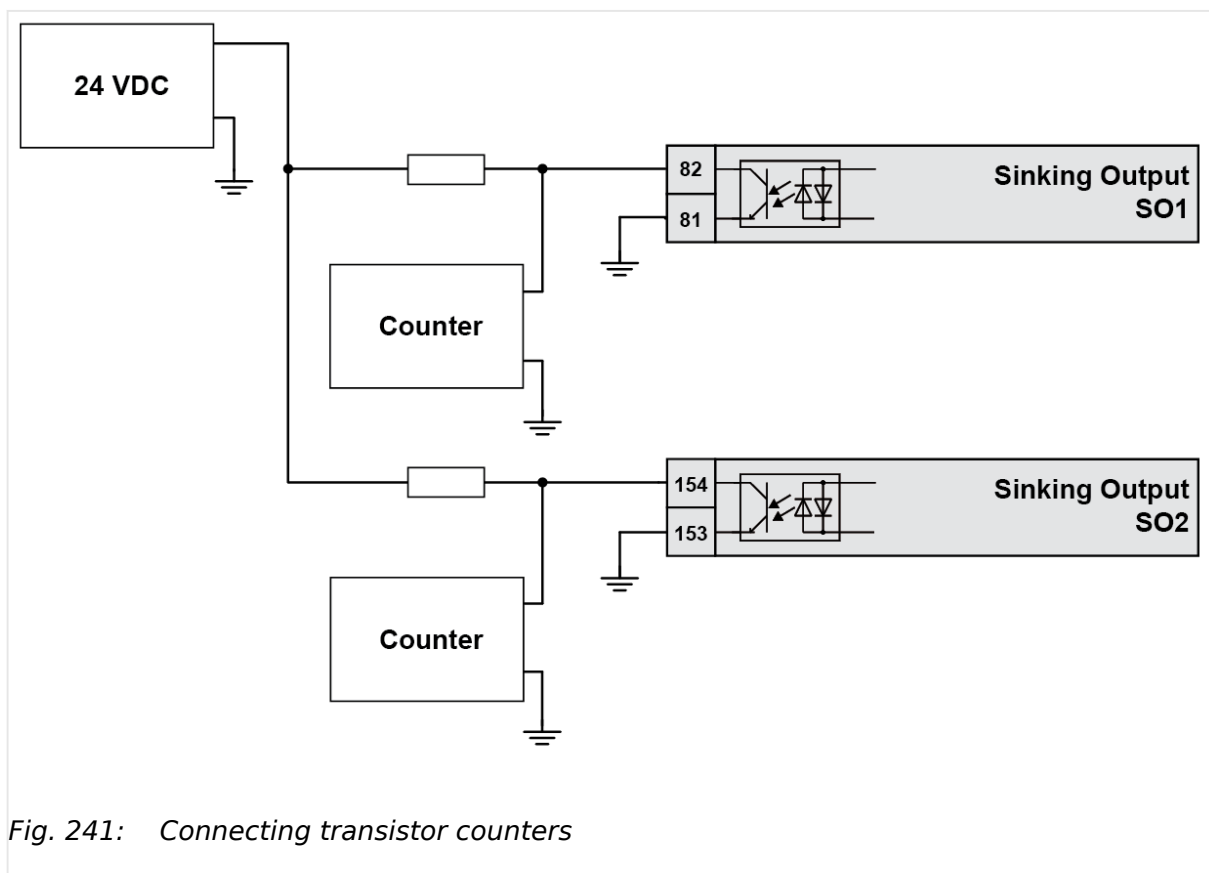 24 VDC
82
81
Sinking Output
SO1
Counter
154
153
Sinking Output
SO2
Counter
Fig. 241: Connecting transistor counters